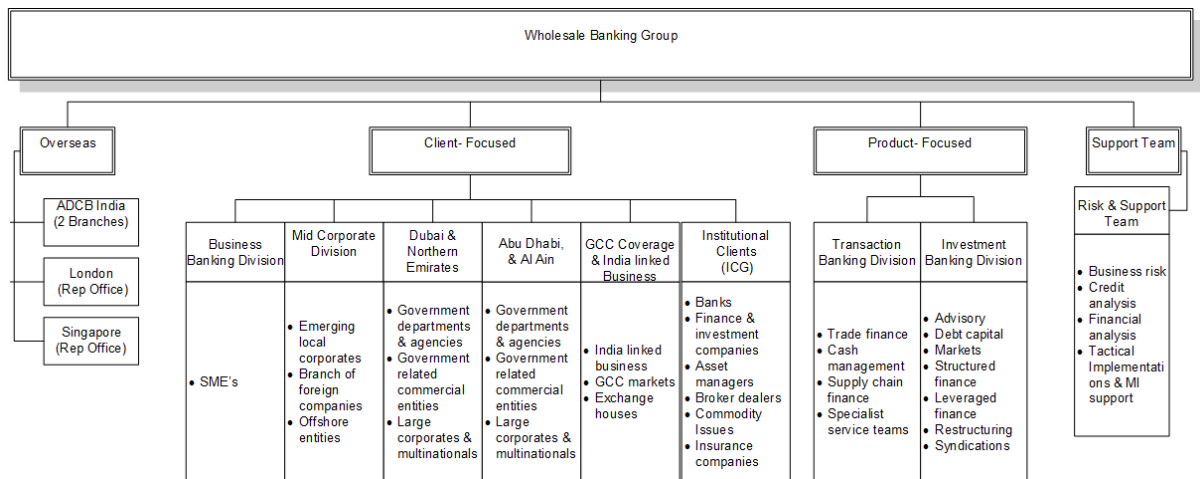 Wholesale Banking Group
Overseas
Client- Focused
Product-Focused
Support Team
ADCB India
(2 Branches)
London
(Rep Office)
Singapore
(Rep Office)
Business
Banking Division
• SME's
Mid Corporate
Division
• Emerging
local
corporates
• Branch of
foreign
companies
• Offshore
entities
Dubai &
Northern
Emirates
• Government
departments
& agencies
• Government
related
commercial
entities
• Large
corporates &
multinationals
Abu Dhabi,
& Al Ain
• Government
departments
& agencies
• Government
related
commercial
entities
• Large
corporates &
multinationals
GCC Coverage
& India linked
Business
• India linked
business
• GCC markets
• Exchange
houses
Institutional
Clients
(ICG)
• Banks
• Finance &
investment
companies
• Asset
managers
• Broker dealers
• Commodity
Issues
• Insurance
companies
Transaction
Banking Division
• Trade finance
• Cash
management
• Supply chain
finance
• Specialist
service teams
Investment
Banking Division
• Advisory
• Debt capital
• Markets
• Structured
finance
• Leveraged
finance
• Restructuring
• Syndications
Risk & Support
Team
• Business risk
• Credit
analysis
• Financial
analysis
• Tactical
Implementati
ons & MI
support